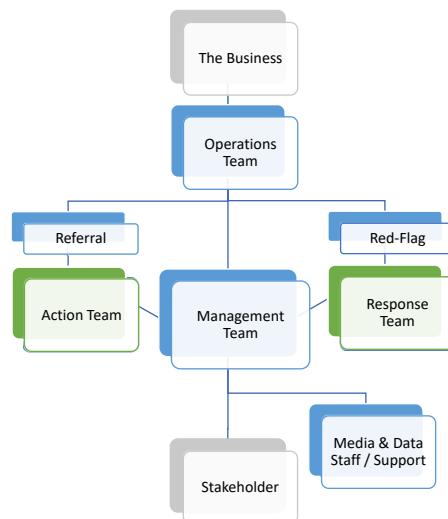 The Business
Operations
Team
Referral
Red-Flag
Action Team
Management
Team
Response
Team
Media & Data
Staff / Support
Stakeholder